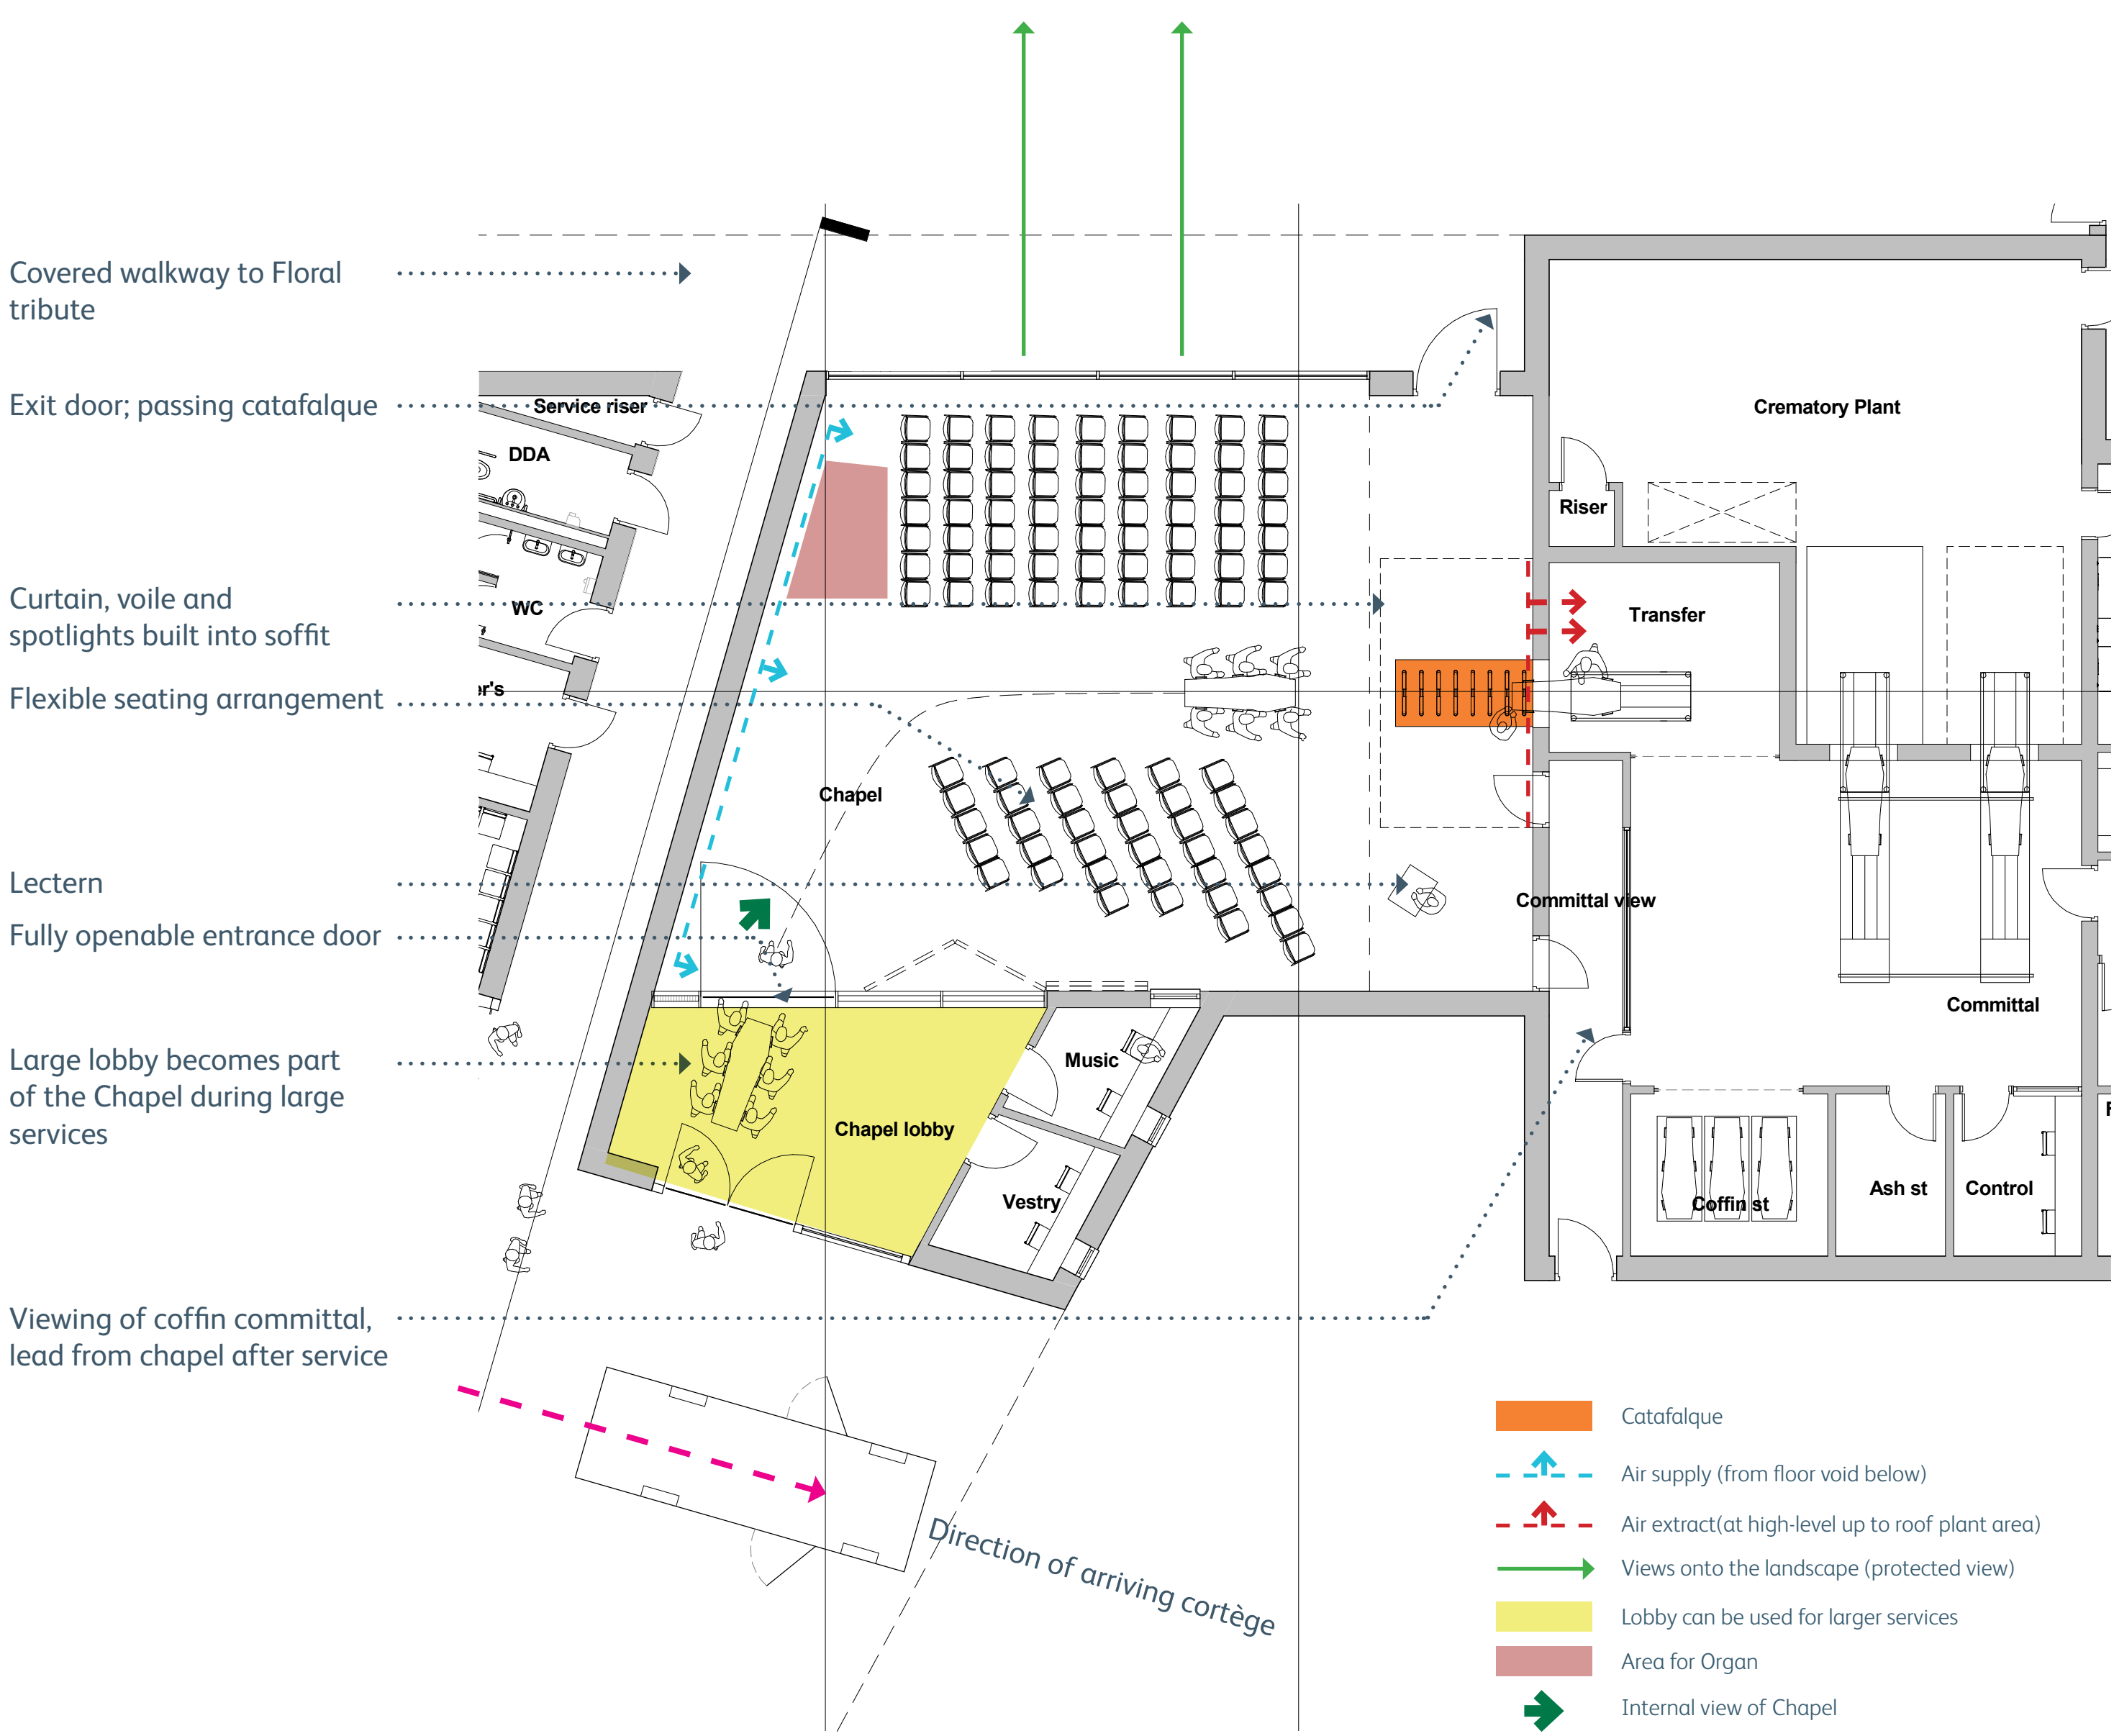 Covered walkway to Floral
tribute
Exit door; passing catafalque
Curtain, voile and
spotlights built into soffit
Flexible seating arrangement
Lectern
Fully openable entrance door
Large lobby becomes part
of the Chapel during large
services
Viewing of coffin committal,
lead from chapel after service
Service riser
DDA
WC
er's
Chapel
Chapel lobby
Music
Vestry
Crematory Plant
Riser
Transfer
Committal view
Committal
Coffin st
Ash st
Control
F
Direction of arriving cortège
Catafalque
Air supply (from floor void below)
Air extract(at high-level up to roof plant area)
Views onto the landscape (protected view)
Lobby can be used for larger services
Area for Organ
Internal view of Chapel